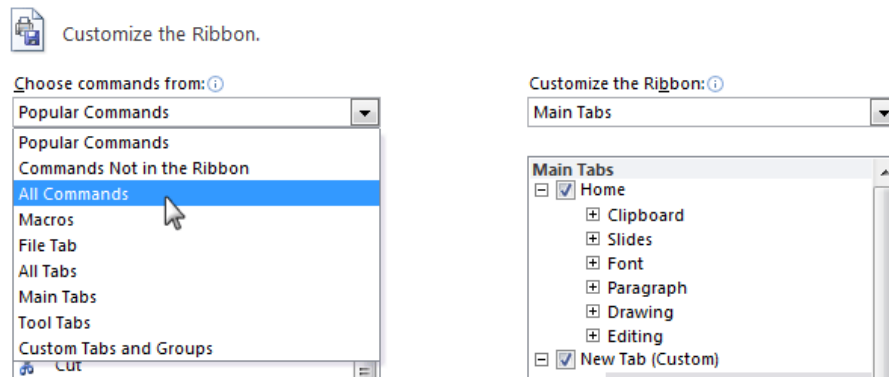 Customize the Ribbon.
Choose commands from:
Popular Commands
Popular Commands
Commands Not in the Ribbon
All Commands
Macros
File Tab
All Tabs
Main Tabs
Tool Tabs
Custom Tabs and Groups
Cut
Customize the Ribbon:
Main Tabs
Main Tabs
Home
Clipboard
Slides
Font
Paragraph
Drawing
Editing
New Tab (Custom)